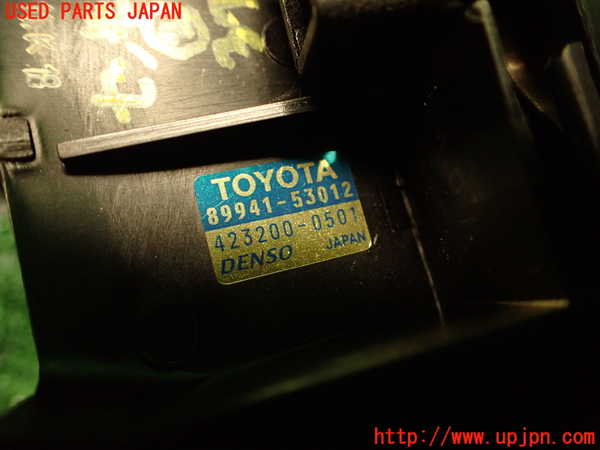 USED PARTS JAPAN
TOYOTA
89941-53012
423200-0501
DENSO JAPAN
http://www.upjpn.com/